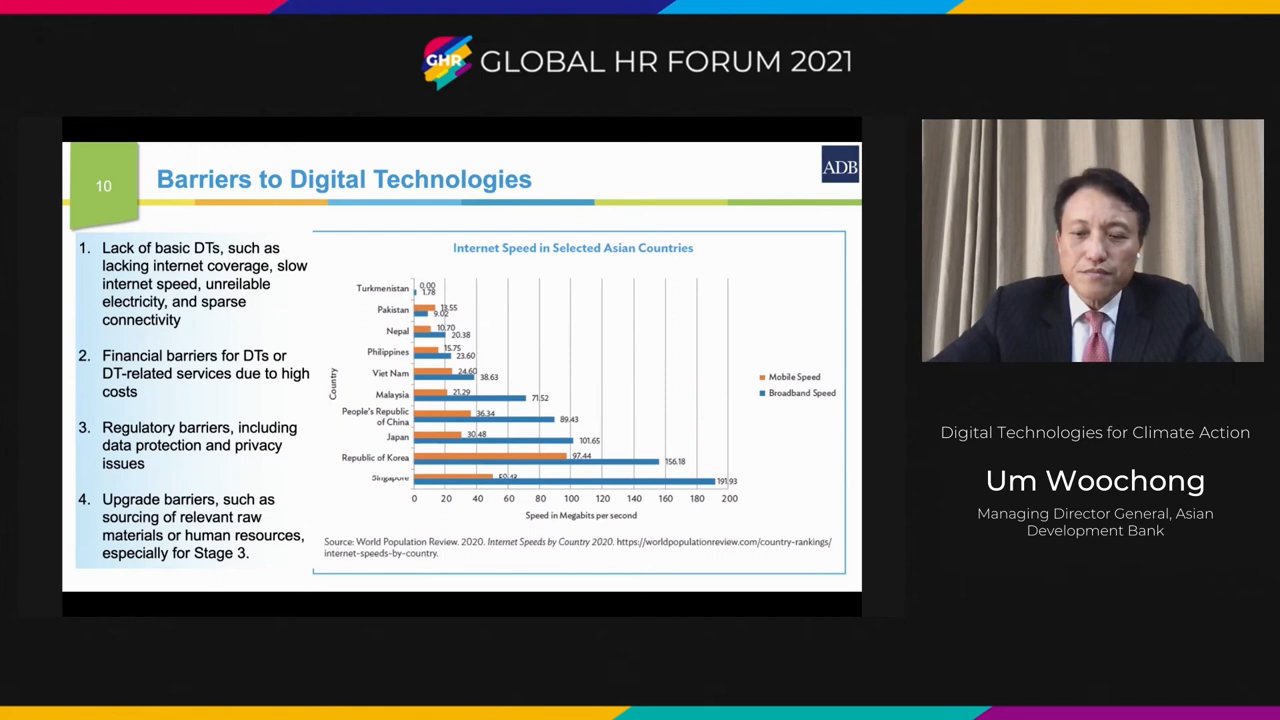 GHR GLOBAL HR FORUM 2021
10
Barriers to Digital Technologies
ADB
1. Lack of basic DTs, such as
lacking internet coverage, slow
internet speed, unreilable
electricity, and sparse
connectivity
2. Financial barriers for DTs or
DT-related services due to high
costs
3. Regulatory barriers, including
data protection and privacy
issues
4. Upgrade barriers, such as
sourcing of relevant raw
materials or human resources,
especially for Stage 3.
Internet Speed in Selected Asian Countries
Country
Turkmenistan 0.00
1.78
Pakistan 13.55
9.02
Nepal 10.70
20.38
Philippines 15.75
23.60
Viet Nam 24.60
38.63
Malaysia 21.29
71.52
People's Republic
of China 36.34
89.43
Japan 30.48
101.65
Republic of Korea 97.44
156.18
Singapore
191.93
0 20 40 60 80 100 120 140 160 180 200
Speed in Megabits per second
Mobile Speed
Broadband Speed
Source: World Population Review. 2020. Internet Speeds by Country 2020. https://worldpopulationreview.com/country-rankings/
internet-speeds-by-country.
Digital Technologies for Climate Action
Um Woochong
Managing Director General, Asian
Development Bank